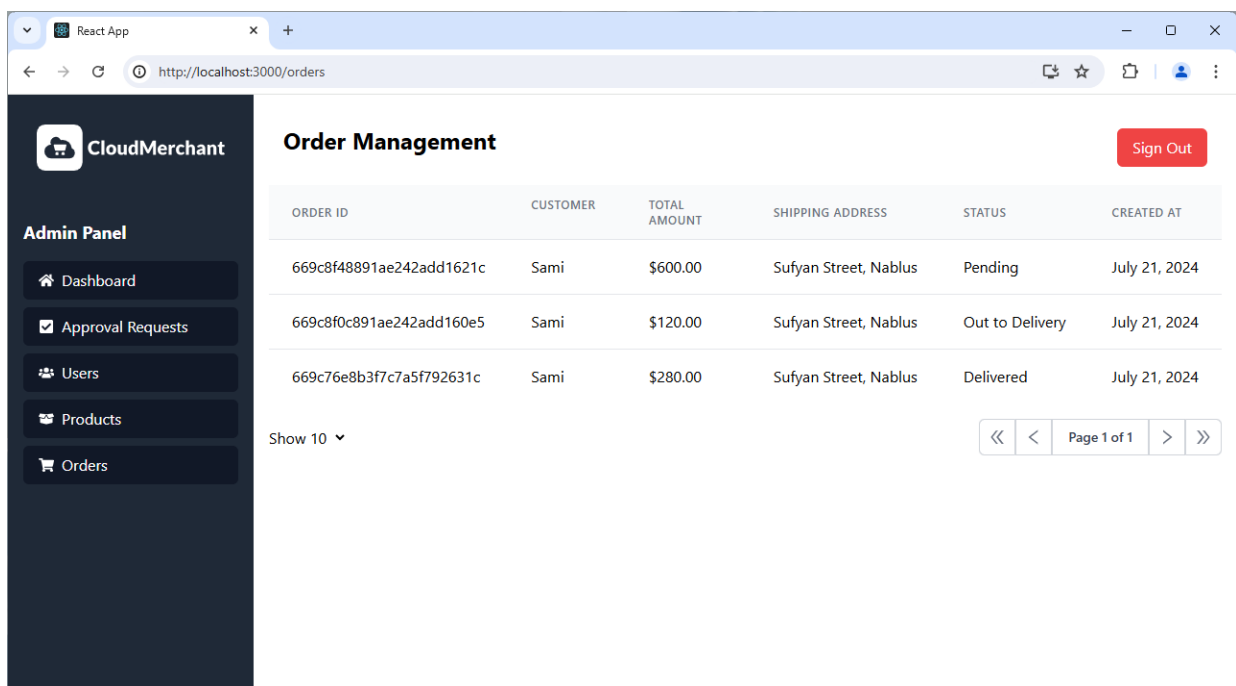 React App
http://localhost:3000/orders
CloudMerchant
Order Management
Sign Out
Admin Panel
Dashboard
Approval Requests
Users
Products
Orders
ORDER ID CUSTOMER TOTAL AMOUNT SHIPPING ADDRESS STATUS CREATED AT
669c8f48891ae242add1621c Sami $600.00 Sufyan Street, Nablus Pending July 21, 2024
669c8f0c891ae242add160e5 Sami $120.00 Sufyan Street, Nablus Out to Delivery July 21, 2024
669c76e8b3f7c7a5f792631c Sami $280.00 Sufyan Street, Nablus Delivered July 21, 2024
Show 10
Page 1 of 1